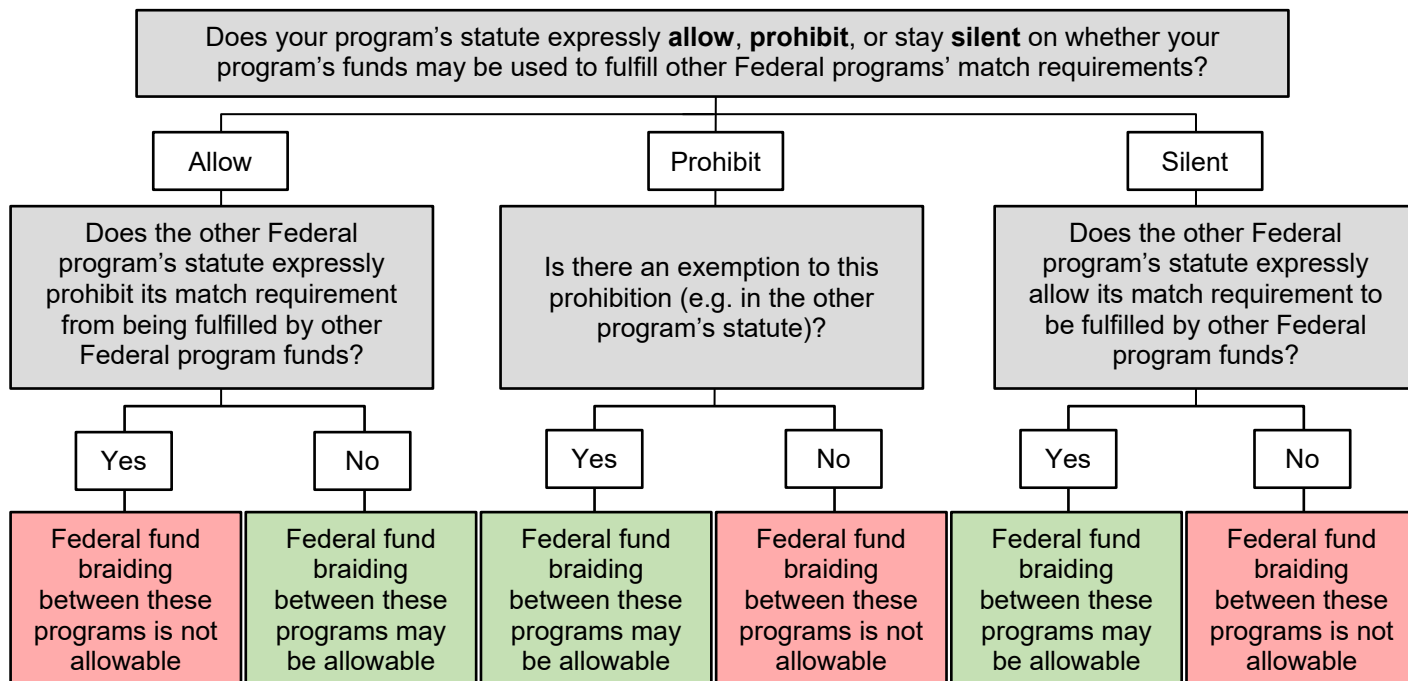 Does your program’s statute expressly allow, prohibit, or stay silent on whether your
program’s funds may be used to fulfill other Federal programs’ match requirements?
Allow
Prohibit
Silent
Does the other Federal
program’s statute expressly
prohibit its match requirement
from being fulfilled by other
Federal program funds?
Is there an exemption to this
prohibition (e.g. in the other
program’s statute)?
Does the other Federal
program’s statute expressly
allow its match requirement to
be fulfilled by other Federal
program funds?
Yes
No
Yes
No
Yes
No
Federal fund
braiding
between these
programs is not
allowable
Federal fund
braiding
between these
programs may
be allowable
Federal fund
braiding
between these
programs may
be allowable
Federal fund
braiding
between these
programs is not
allowable
Federal fund
braiding
between these
programs may
be allowable
Federal fund
braiding
between these
programs is not
allowable